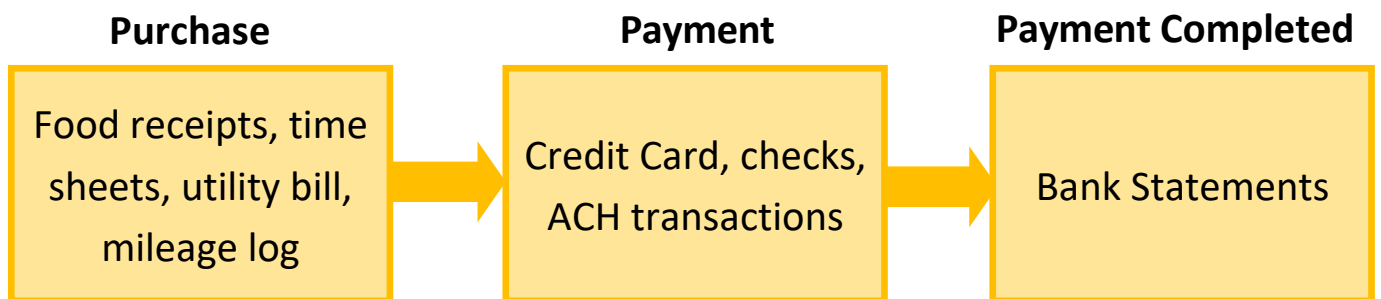 Purchase
Food receipts, time
sheets, utility bill,
mileage log
Payment
Credit Card, checks,
ACH transactions
Payment Completed
Bank Statements